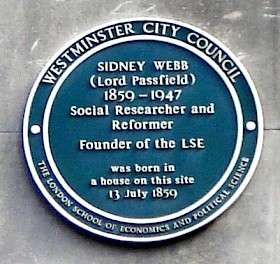 WESTMINSTER CITY COUNCIL
SIDNEY WEBB
(Lord Passfield)
1859 – 1947
Social Researcher and
Reformer
Founder of the LSE
was born in
a house on this site
13 July 1859
THE LONDON SCHOOL OF ECONOMICS AND POLITICAL SCIENCE